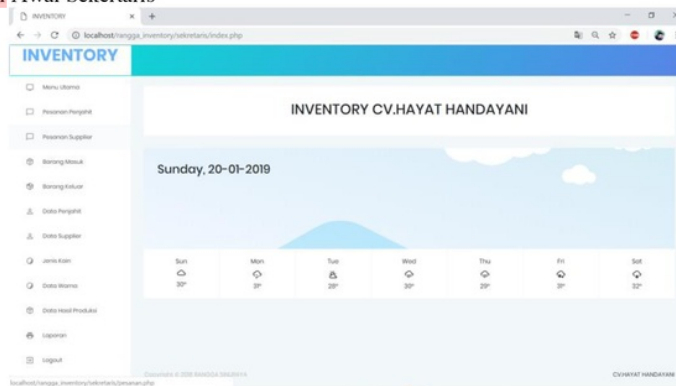 Awal Sekertaris
INVENTORY
localhost/rangga_inventory/sekretaris/index.php
INVENTORY
Menu Utama
Pesanan Penjahit
Pesanan Supplier
Barang Masuk
Barang Keluar
Data Penjahit
Data Supplier
Jenis Kain
Data Warna
Data Hasil Produksi
Laporan
Logout
INVENTORY CV.HAYAT HANDAYANI
Sunday, 20-01-2019
Sun Mon Tue Wed Thu Fri Sat
30° 31° 28° 30° 29° 31° 32°
CV.HAYAT HANDAYANI
localhost/rangga_inventory/sekretaris/pesanan.php